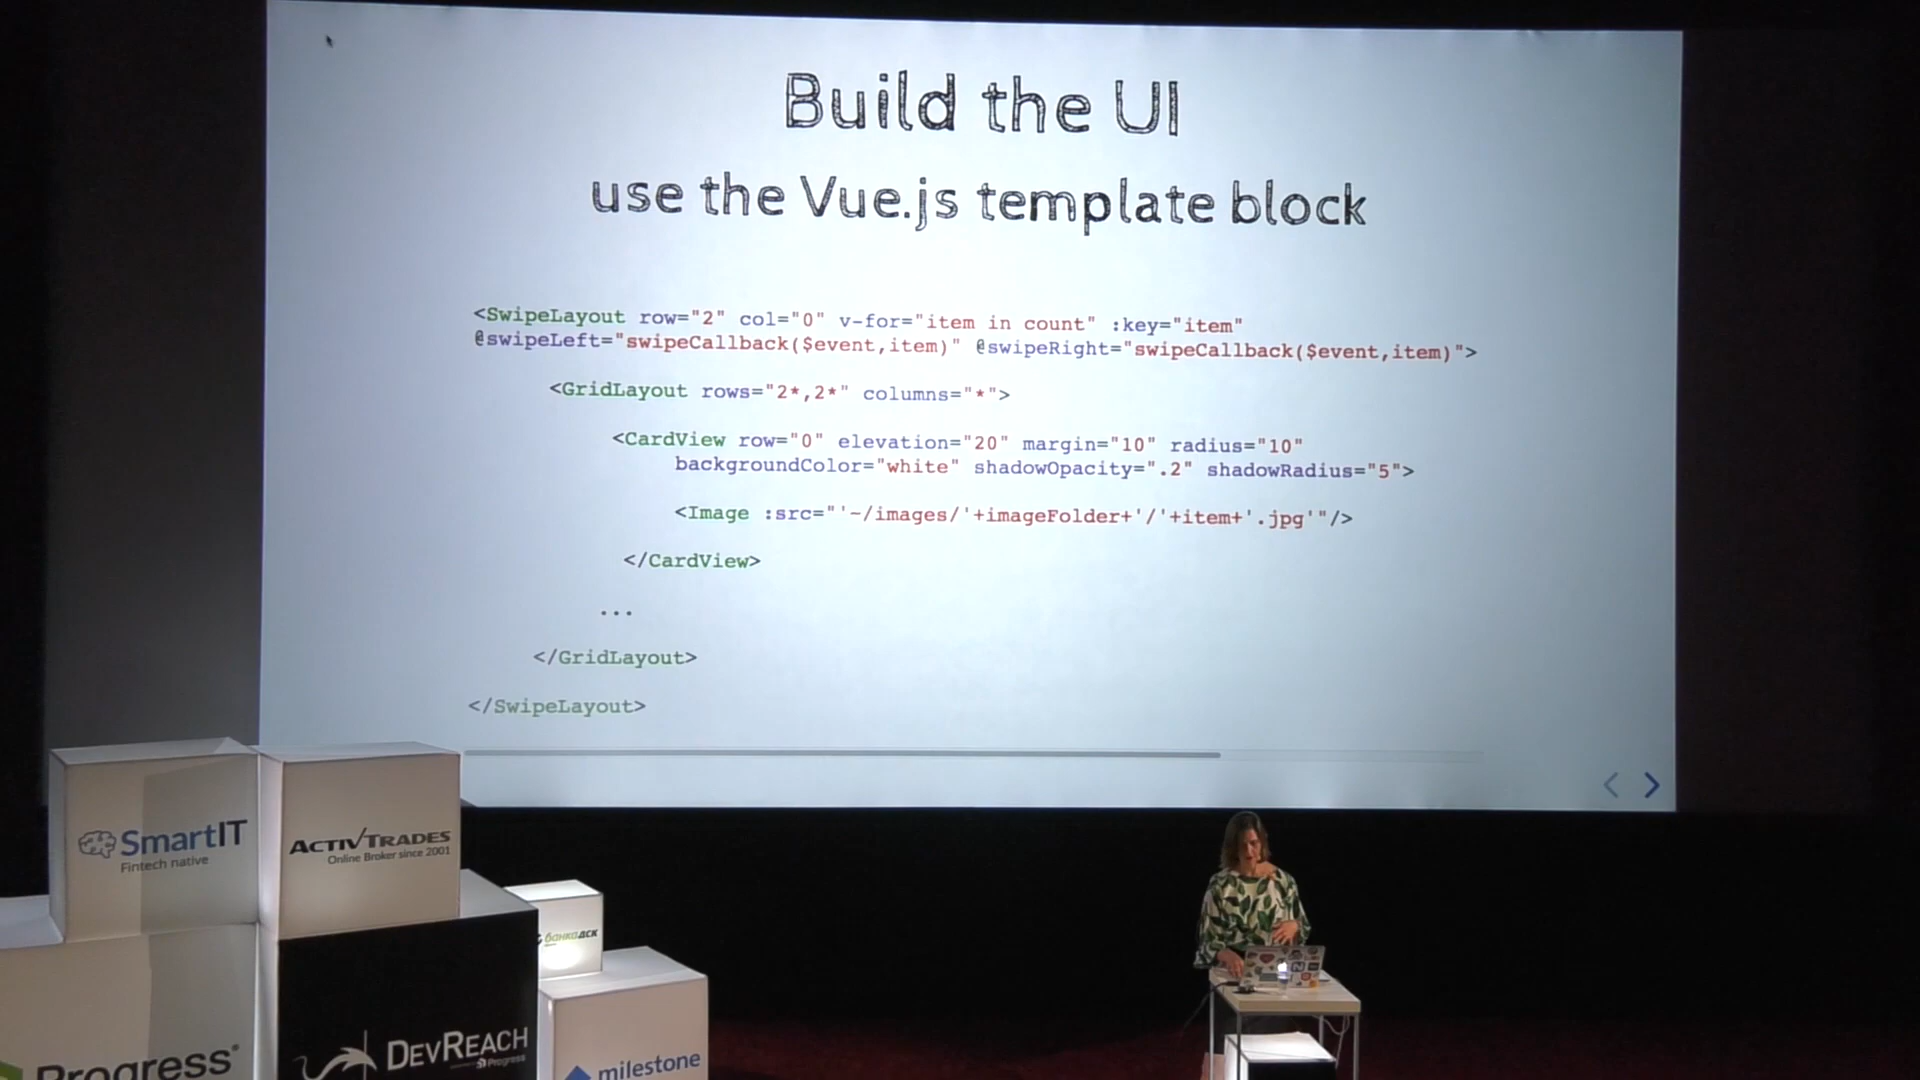 Build the UI
use the Vue.js template block
<SwipeLayout row="2" col="0" v-for="item in count" :key="item"
@swipeLeft="swipeCallback($event,item)" @swipeRight="swipeCallback($event,item)">
<GridLayout rows="2*,2*" columns="*">
<CardView row="0" elevation="20" margin="10" radius="10"
backgroundColor="white" shadowOpacity=".2" shadowRadius="5">
<Image :src="'~/images/'+imageFolder+'/'+item+'.jpg'"/>
</CardView>
...
</GridLayout>
</SwipeLayout>
SmartIT
Fintech native
ACTIVTRADES
Online Broker since 2001
банкадск
Progress
DEVREACH
Progress
milestone